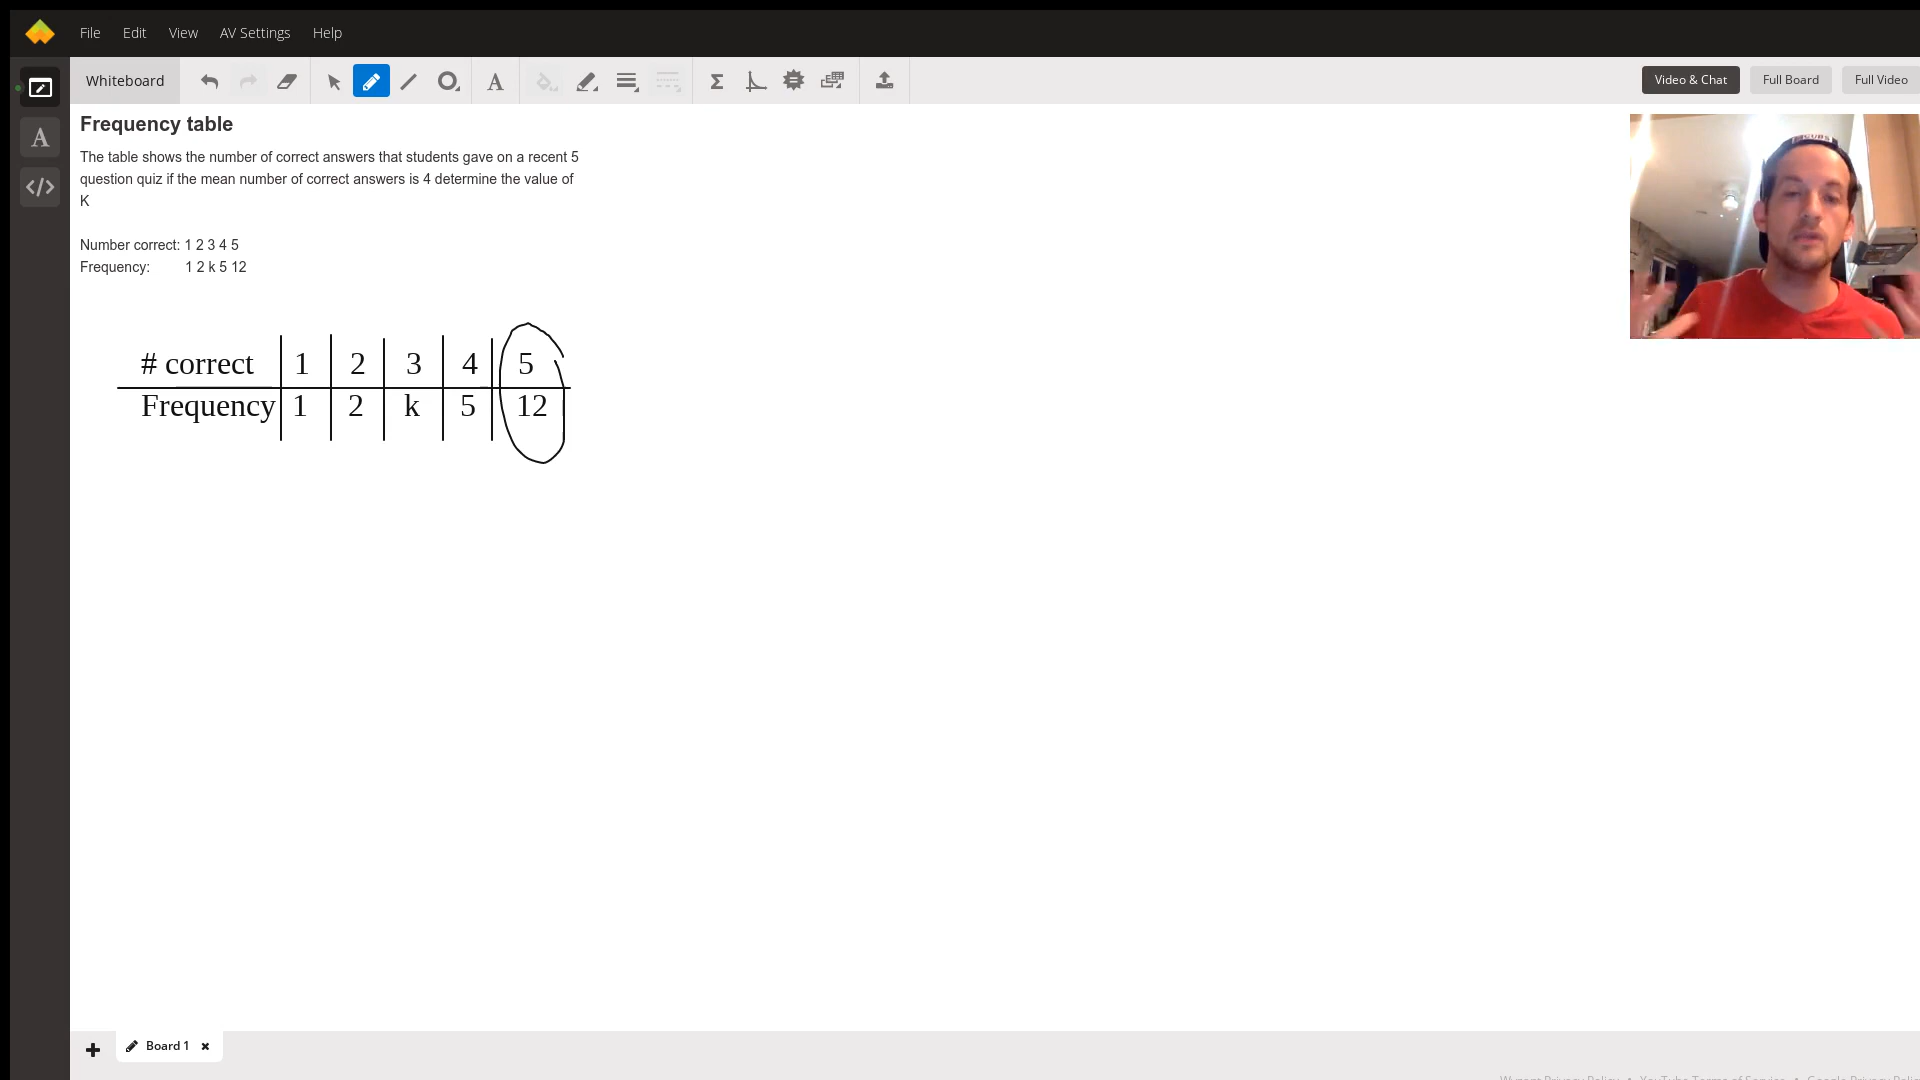 File Edit View AV Settings Help
Whiteboard
A
Σ
Video & Chat Full Board Full Video
A
Frequency table
The table shows the number of correct answers that students gave on a recent 5
question quiz if the mean number of correct answers is 4 determine the value of
K
Number correct: 1 2 3 4 5
Frequency: 1 2 k 5 12
# correct 1 2 3 4 5
Frequency 1 2 k 5 12
Board 1